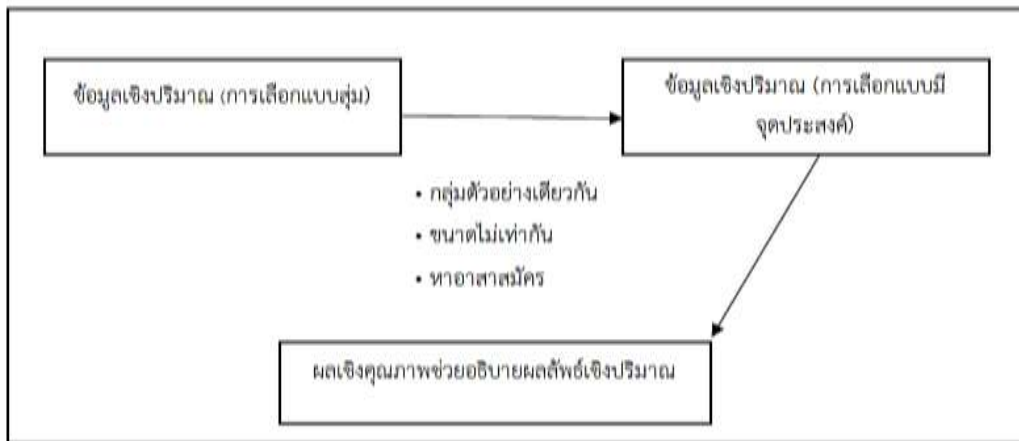 ข้อมูลเชิงปริมาณ (การเลือกแบบสุ่ม)
ข้อมูลเชิงปริมาณ (การเลือกแบบมี
จุดประสงค์)
• กลุ่มตัวอย่างเดียวกัน
• ขนาดไม่เท่ากัน
• หาอาสาสมัคร
ผลเชิงคุณภาพช่วยอธิบายผลลัพธ์เชิงปริมาณ